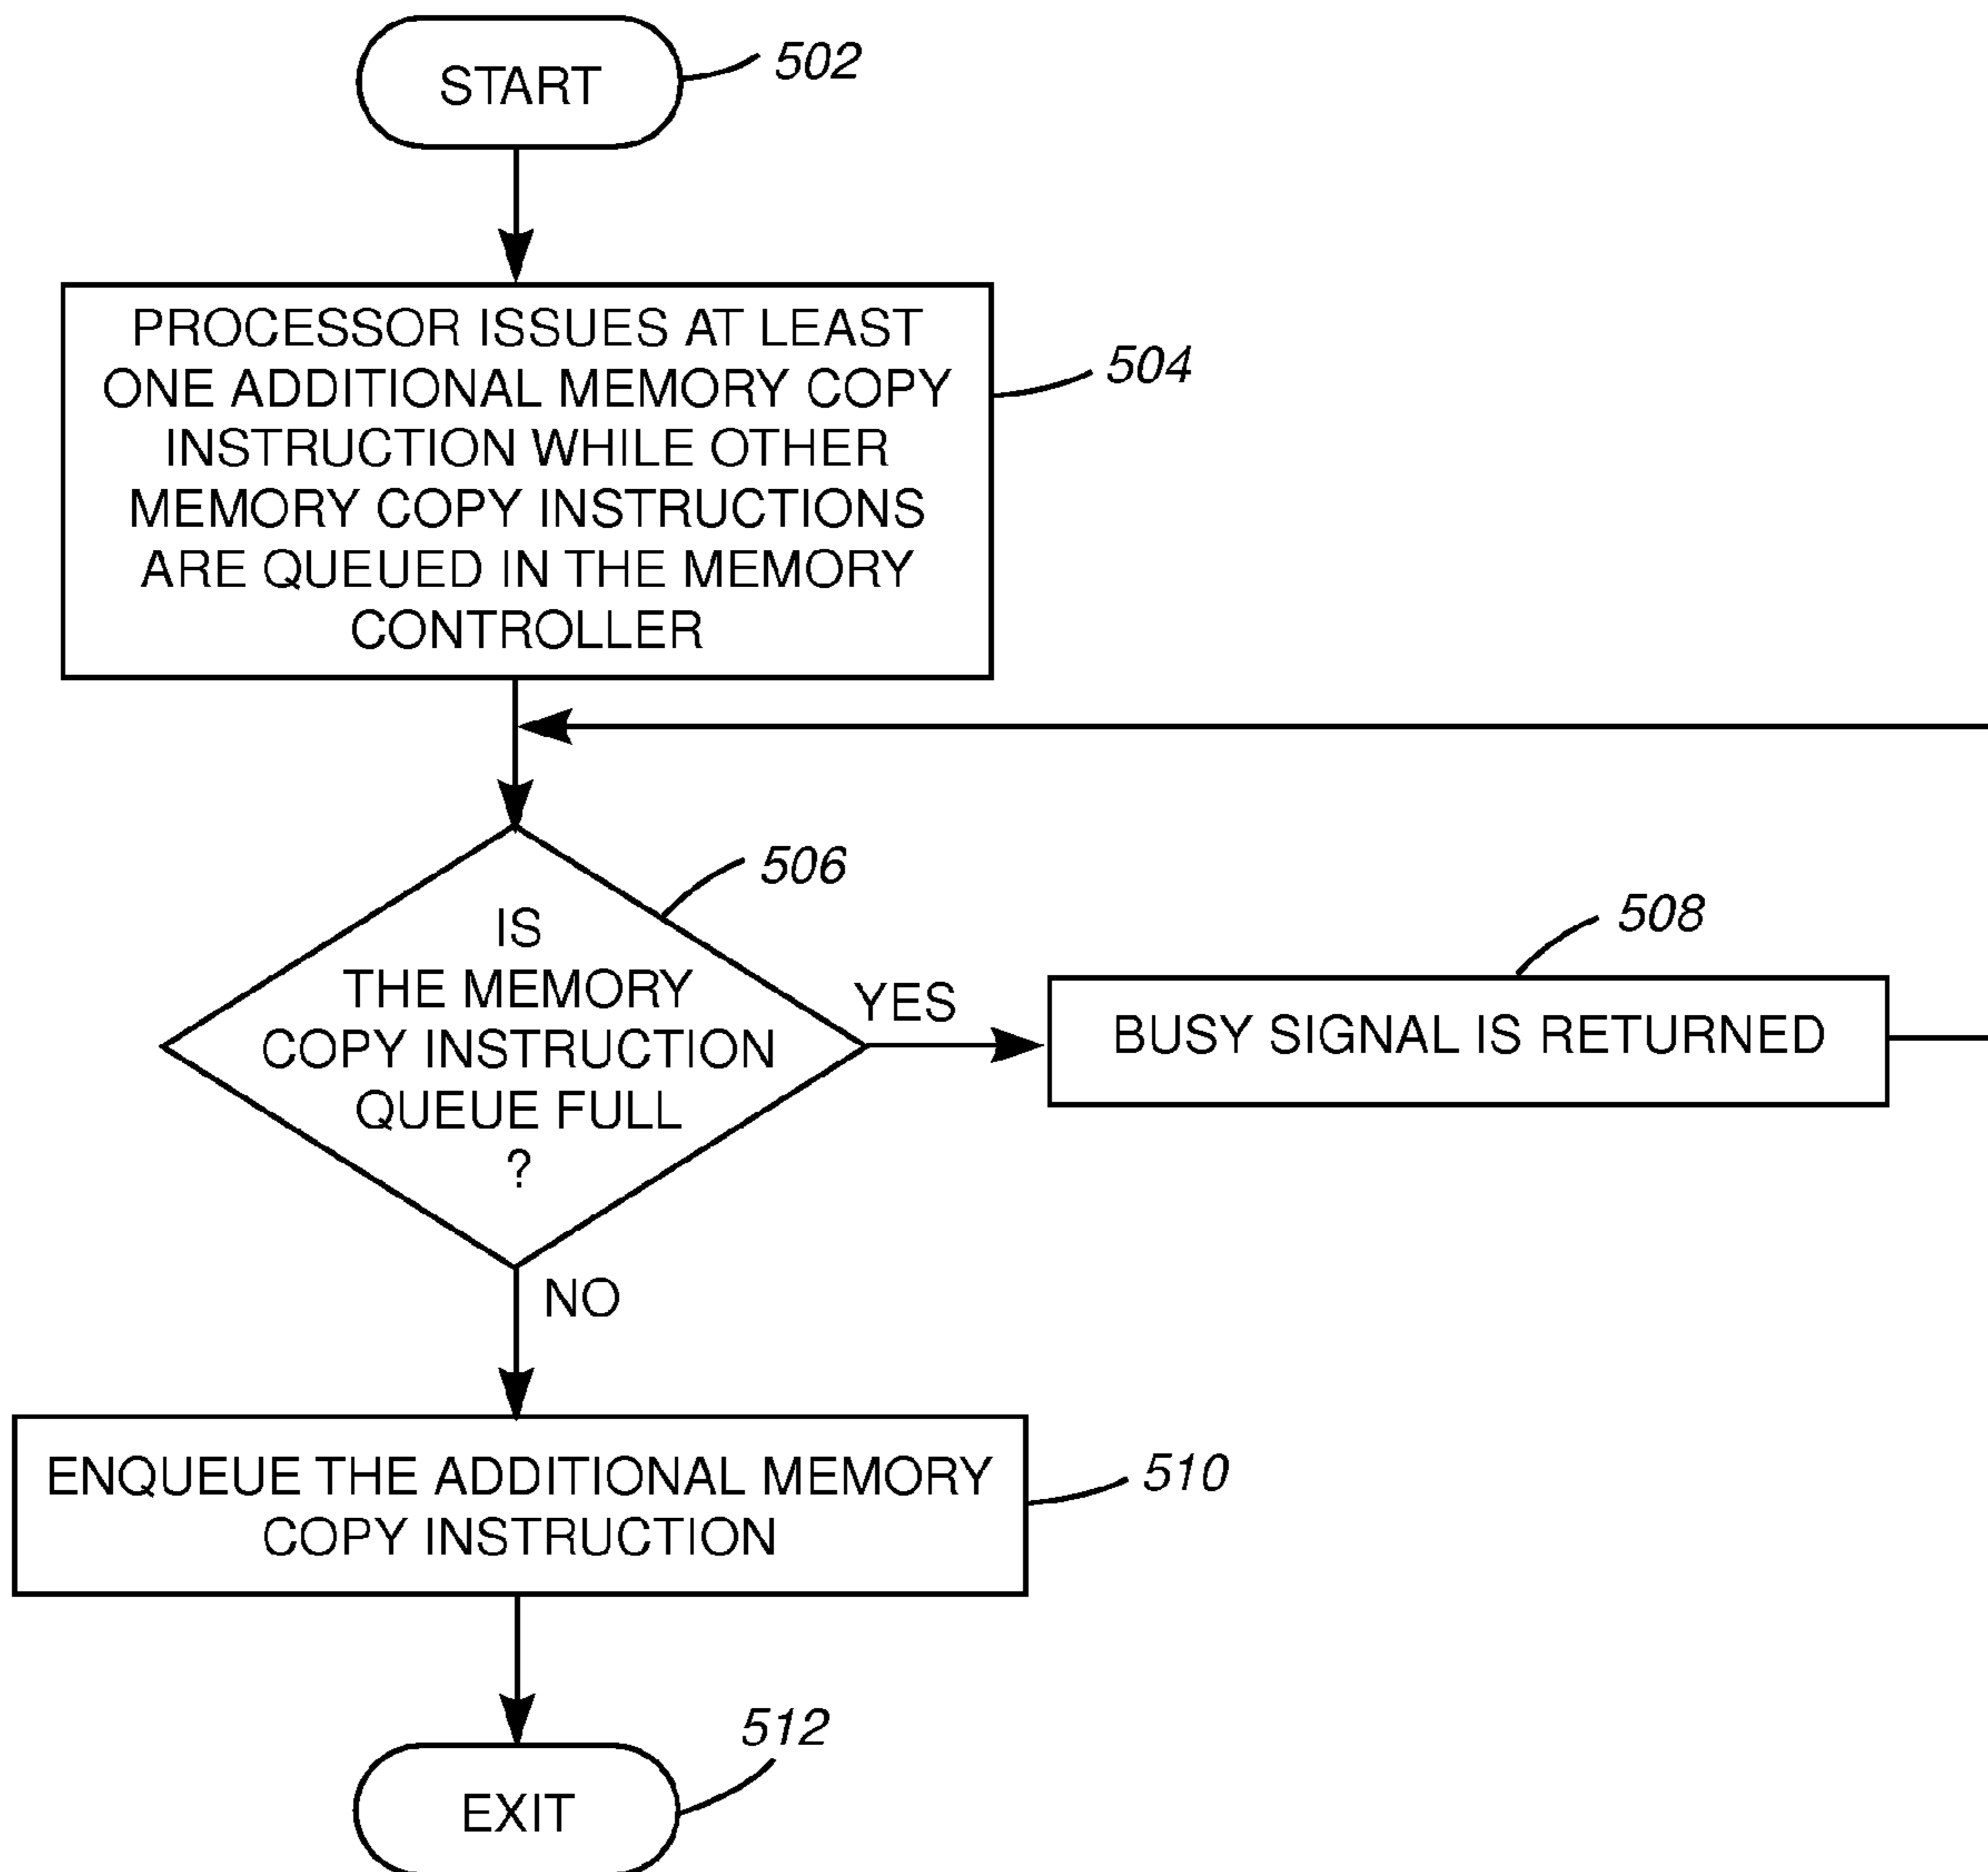 START
502
PROCESSOR ISSUES AT LEAST
ONE ADDITIONAL MEMORY COPY
INSTRUCTION WHILE OTHER
MEMORY COPY INSTRUCTIONS
ARE QUEUED IN THE MEMORY
CONTROLLER
504
IS
THE MEMORY
COPY INSTRUCTION
QUEUE FULL
?
506
YES
508
BUSY SIGNAL IS RETURNED
NO
ENQUEUE THE ADDITIONAL MEMORY
COPY INSTRUCTION
510
512
EXIT